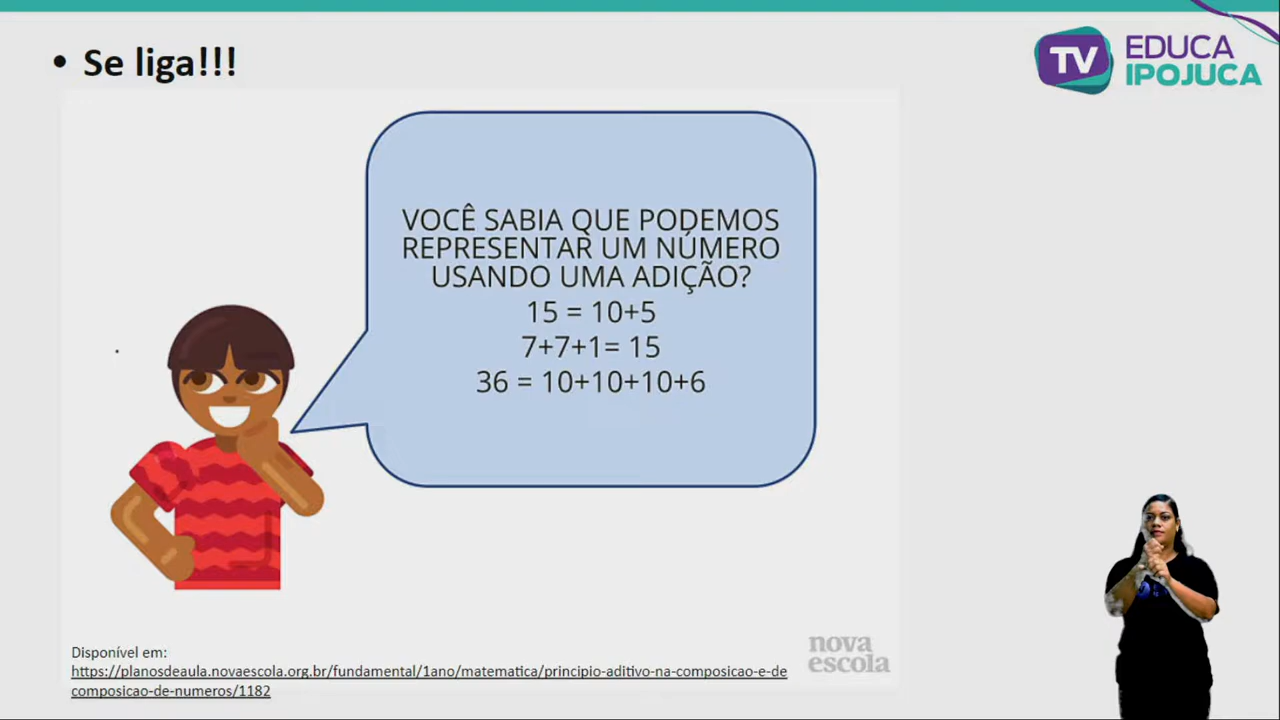 • Se liga!!!
TV EDUCA
IPOJUCA
VOCÊ SABIA QUE PODEMOS
REPRESENTAR UM NÚMERO
USANDO UMA ADIÇÃO?
15 = 10+5
7+7+1= 15
36 = 10+10+10+6
nova
escola
Disponível em:
https://planosdeaula.novaescola.org.br/fundamental/1ano/matematica/principio-aditivo-na-composicao-e-de
composicao-de-numeros/1182